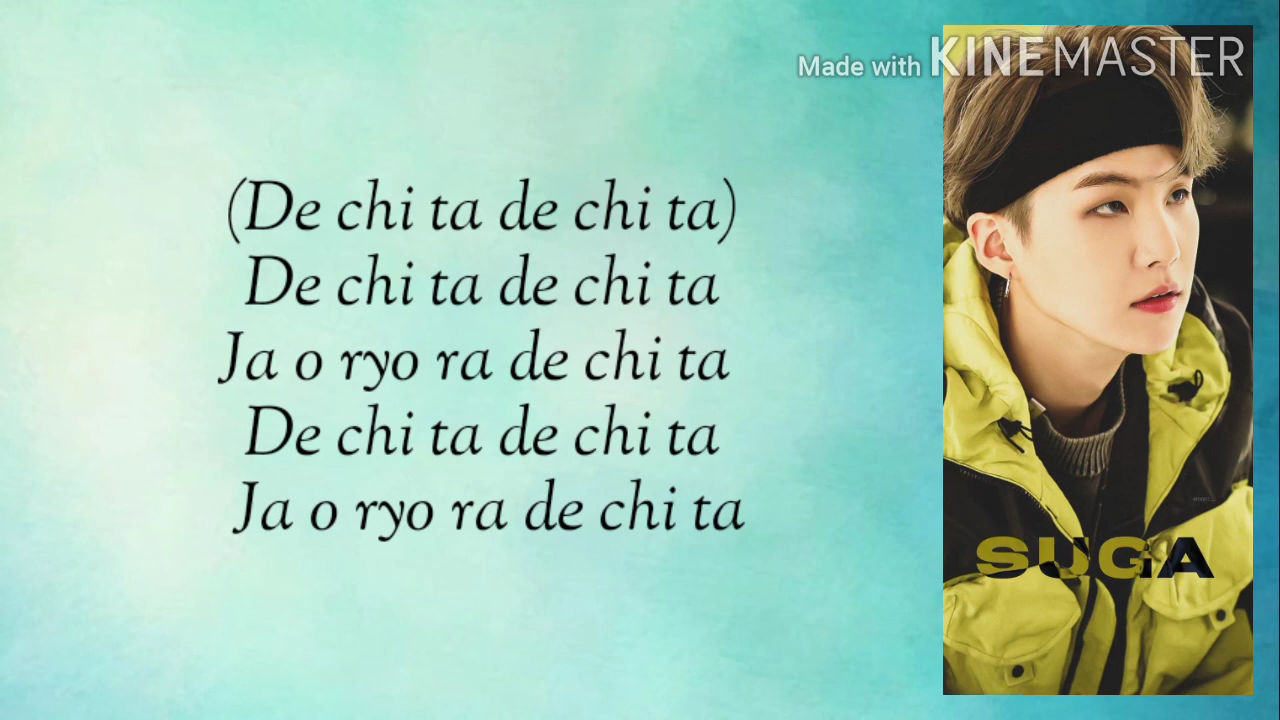 Made with KINEMASTER
(De chi ta de chi ta)
De chi ta de chi ta
Ja o ryo ra de chi ta
De chi ta de chi ta
Ja o ryo ra de chi ta
SUGA